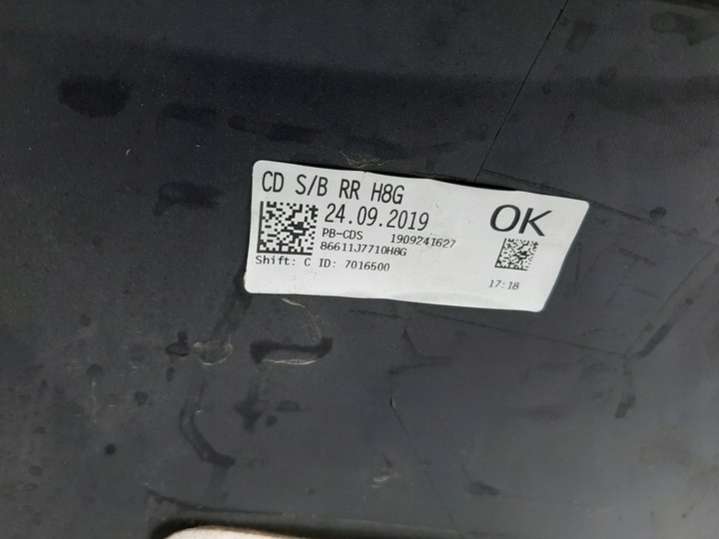 CD S/B RR H8G
24.09.2019
OK
PB-CDS 1909241627
86611J7710H8G
Shift: C ID: 7016500
17:18